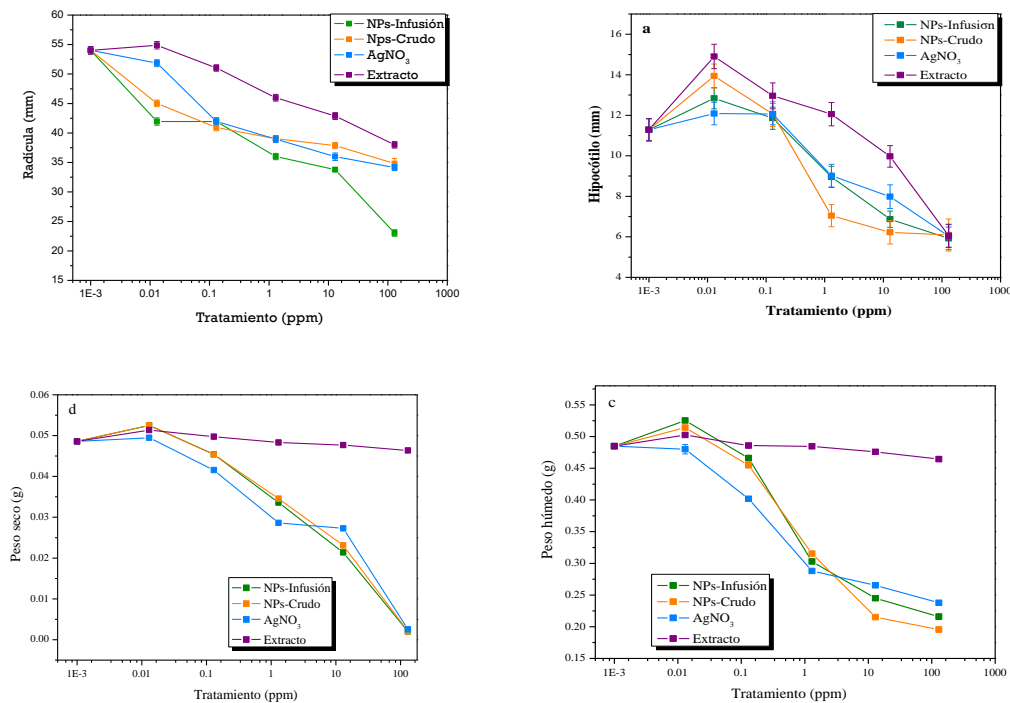 NPs-Infusión
Nps-Crudo
AgNO3
Extracto
60
55
50
45
40
35
30
25
20
15
Radícula (mm)
1E-3 0.01 0.1 1 10 100 1000
Tratamiento (ppm)
a
NPs-Infusion
NPs-Crudo
AgNO3
Extracto
16
14
12
10
8
6
4
Hipocótilo (mm)
1E-3 0.01 0.1 1 10 100 1000
Tratamiento (ppm)
d
0.06
0.05
0.04
0.03
0.02
0.01
0.00
Peso seco (g)
NPs-Infusión
NPs-Crudo
AgNO3
Extracto
1E-3 0.01 0.1 1 10 100
Tratamiento (ppm)
c
0.55
0.50
0.45
0.40
0.35
0.30
0.25
0.20
0.15
Peso húmedo (g)
NPs-Infusión
NPs-Crudo
AgNO3
Extracto
1E-3 0.01 0.1 1 10 100 1000
Tratamiento (ppm)